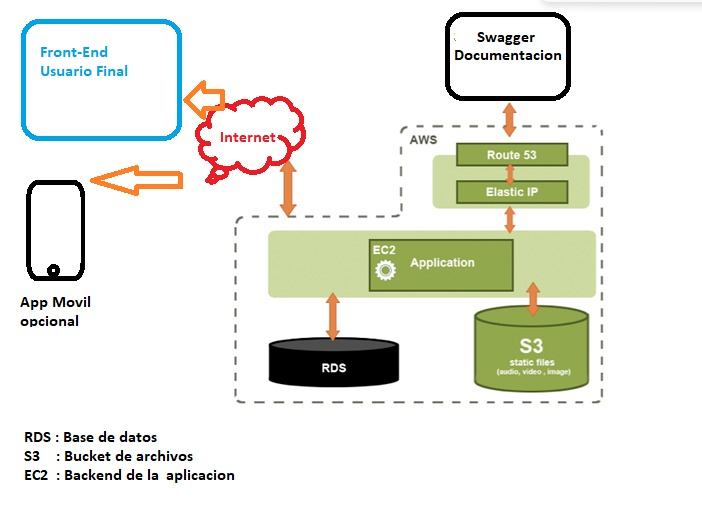 Front-End
Usuario Final
Swagger
Documentacion
Internet
AWS
Route 53
Elastic IP
EC2
Application
App Movil
opcional
RDS
S3
static files
(audio, video , image)
RDS : Base de datos
S3 : Bucket de archivos
EC2 : Backend de la aplicacion